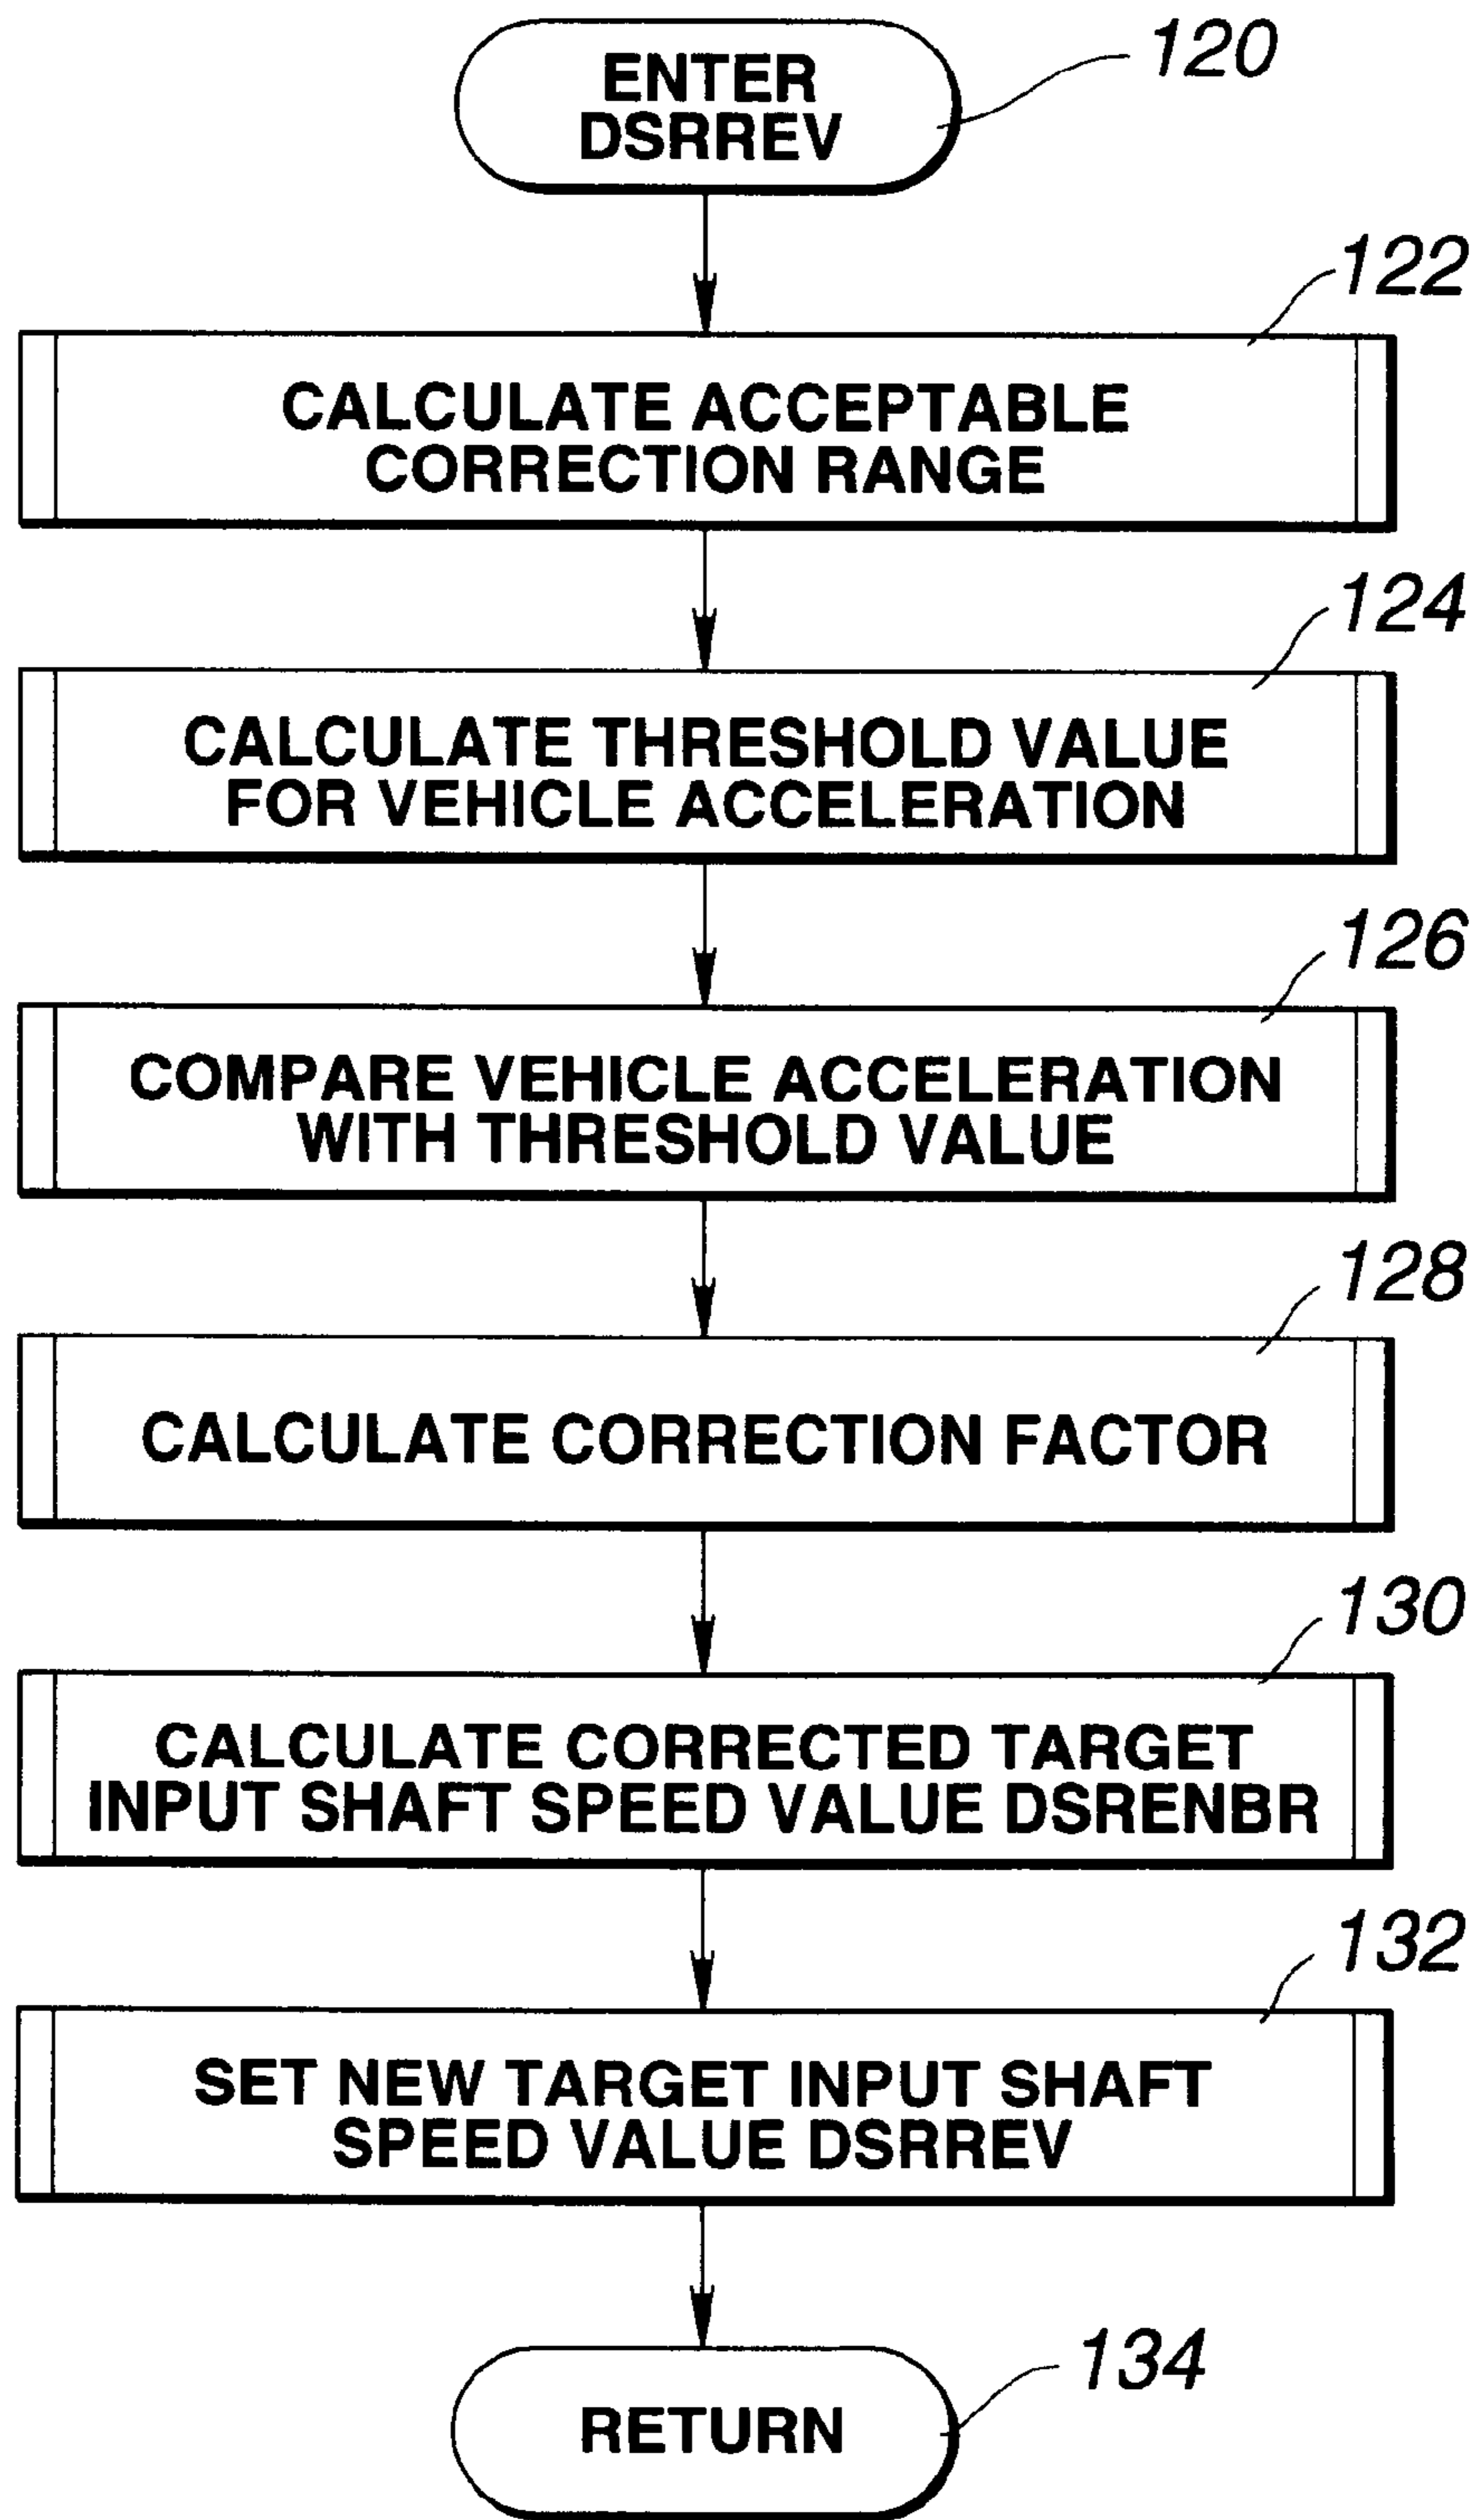 ENTER
DSRREV
120
122
CALCULATE ACCEPTABLE
CORRECTION RANGE
124
CALCULATE THRESHOLD VALUE
FOR VEHICLE ACCELERATION
126
COMPARE VEHICLE ACCELERATION
WITH THRESHOLD VALUE
128
CALCULATE CORRECTION FACTOR
130
CALCULATE CORRECTED TARGET
INPUT SHAFT SPEED VALUE DSRENBR
132
SET NEW TARGET INPUT SHAFT
SPEED VALUE DSRREV
134
RETURN